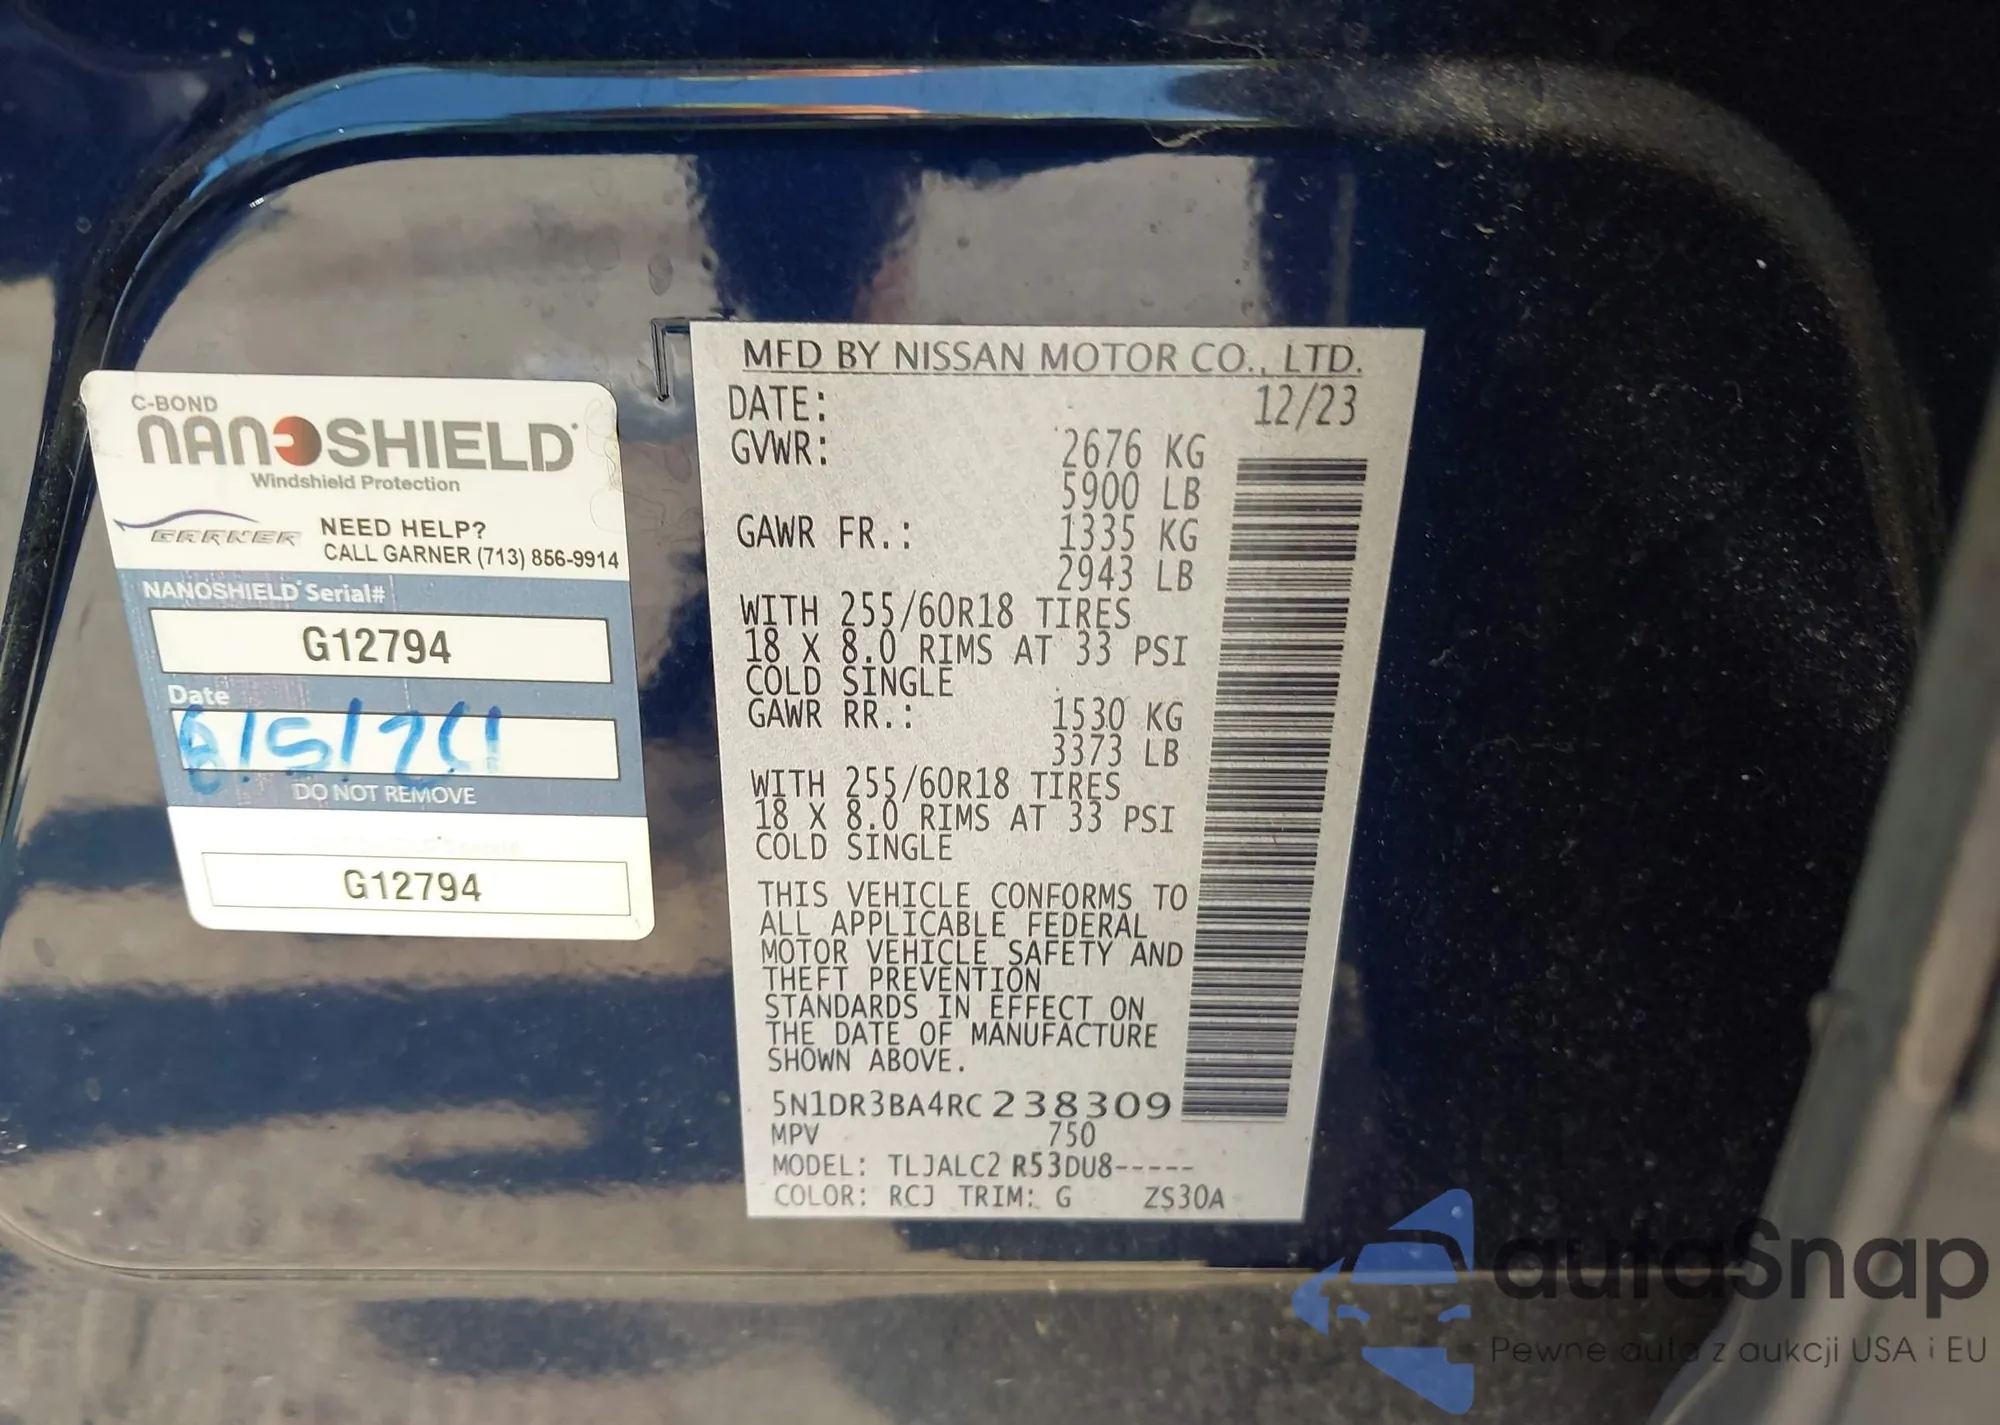 C-BOND
NANOSHIELD
Windshield Protection
GARNER
NEED HELP?
CALL GARNER (713) 856-9914
NANOSHIELD Serial#
G12794
Date
6/5/24
DO NOT REMOVE
G12794
MFD BY NISSAN MOTOR CO., LTD.
DATE: 12/23
GVWR: 2676 KG
5900 LB
GAWR FR.: 1335 KG
2943 LB
WITH 255/60R18 TIRES
18 X 8.0 RIMS AT 33 PSI
COLD SINGLE
GAWR RR.: 1530 KG
3373 LB
WITH 255/60R18 TIRES
18 X 8.0 RIMS AT 33 PSI
COLD SINGLE
THIS VEHICLE CONFORMS TO
ALL APPLICABLE FEDERAL
MOTOR VEHICLE SAFETY AND
THEFT PREVENTION
STANDARDS IN EFFECT ON
THE DATE OF MANUFACTURE
SHOWN ABOVE.
5N1DR3BA4RC238309
MPV 750
MODEL: TLJALC2 R53DU8-----
COLOR: RCJ TRIM: G ZS30A
autaSnap
Pewne auta z aukcji USA i EU